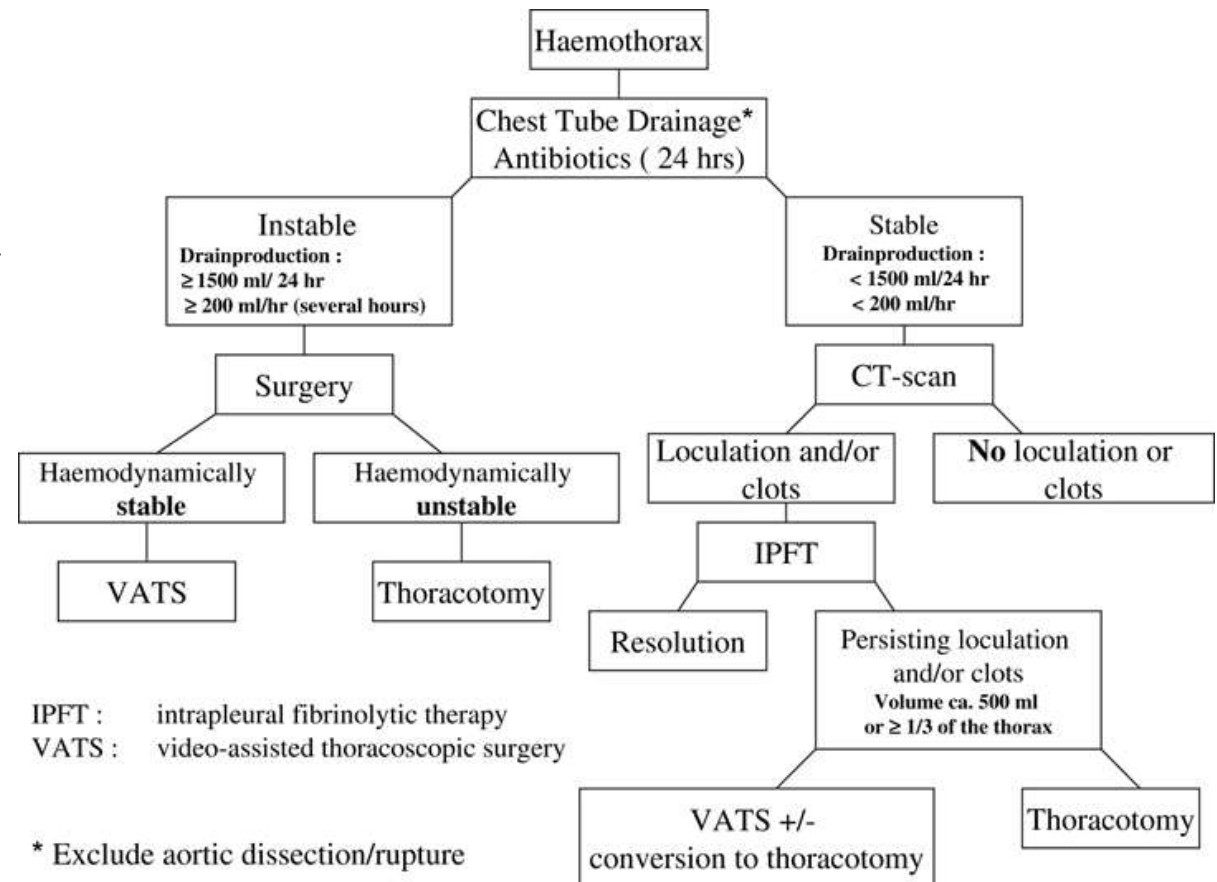 Haemothorax
Chest Tube Drainage*
Antibiotics ( 24 hrs)
Instable
Drainproduction :
≥ 1500 ml/ 24 hr
≥ 200 ml/hr (several hours)
Stable
Drainproduction :
< 1500 ml/24 hr
< 200 ml/hr
Surgery
CT-scan
Haemodynamically
stable
Haemodynamically
unstable
Loculation and/or
clots
No loculation or
clots
VATS
Thoracotomy
IPFT
Resolution
Persisting loculation
and/or clots
Volume ca. 500 ml
or ≥ 1/3 of the thorax
VATS +/-
conversion to thoracotomy
Thoracotomy
IPFT : intrapleural fibrinolytic therapy
VATS : video-assisted thoracoscopic surgery
* Exclude aortic dissection/rupture